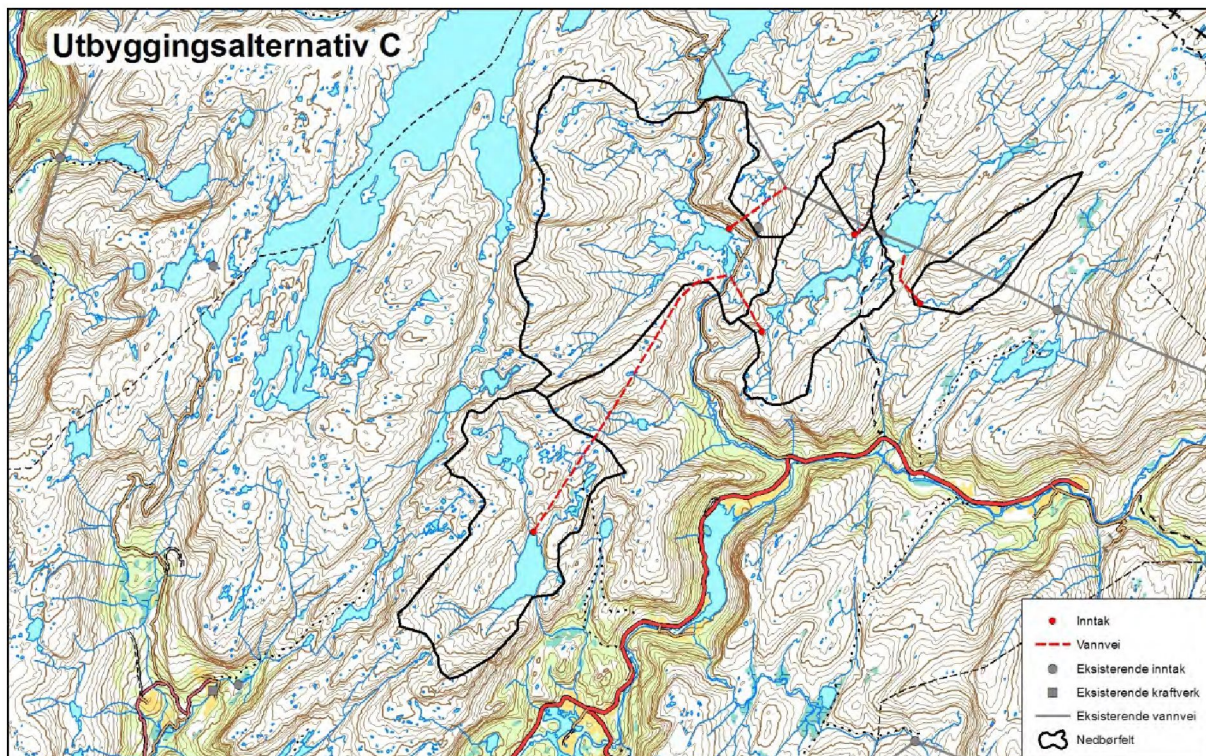 Utbyggingsalternativ C
Inntak
Vannvei
Eksisterende inntak
Eksisterende kraftverk
Eksisterende vannvei
Nedbørfelt